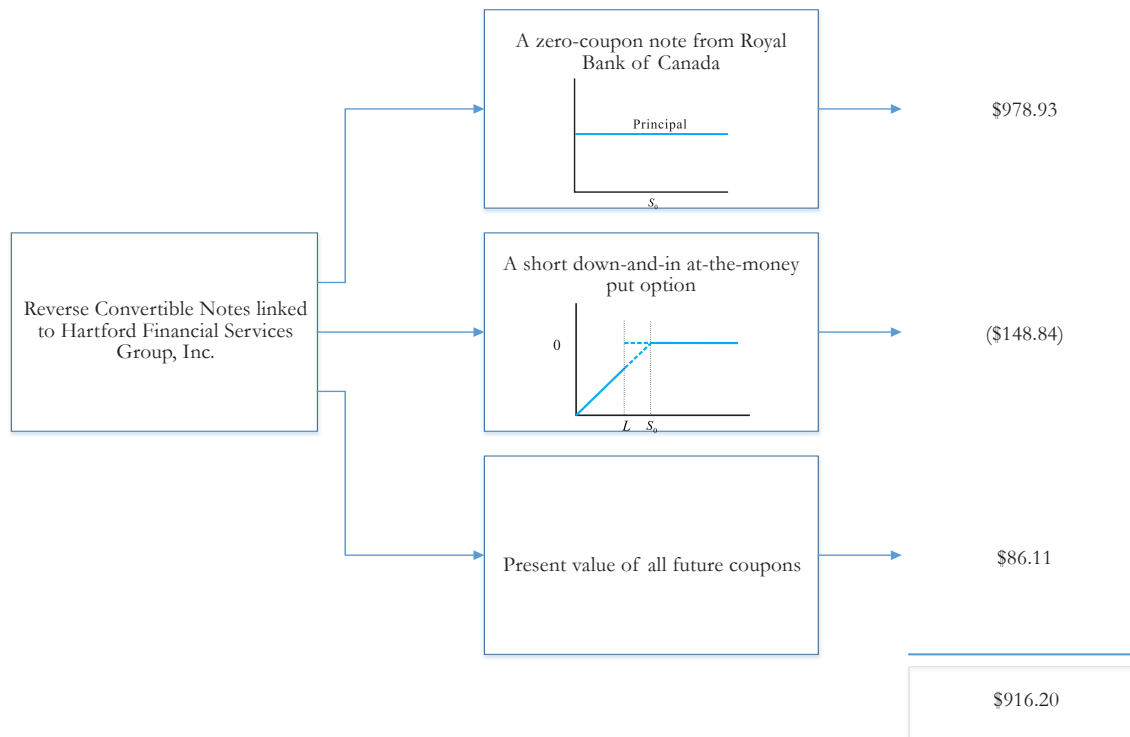 A zero-coupon note from Royal
Bank of Canada
Principal
S₀
$978.93
Reverse Convertible Notes linked
to Hartford Financial Services
Group, Inc.
A short down-and-in at-the-money
put option
0
L S₀
($148.84)
Present value of all future coupons
$86.11
$916.20